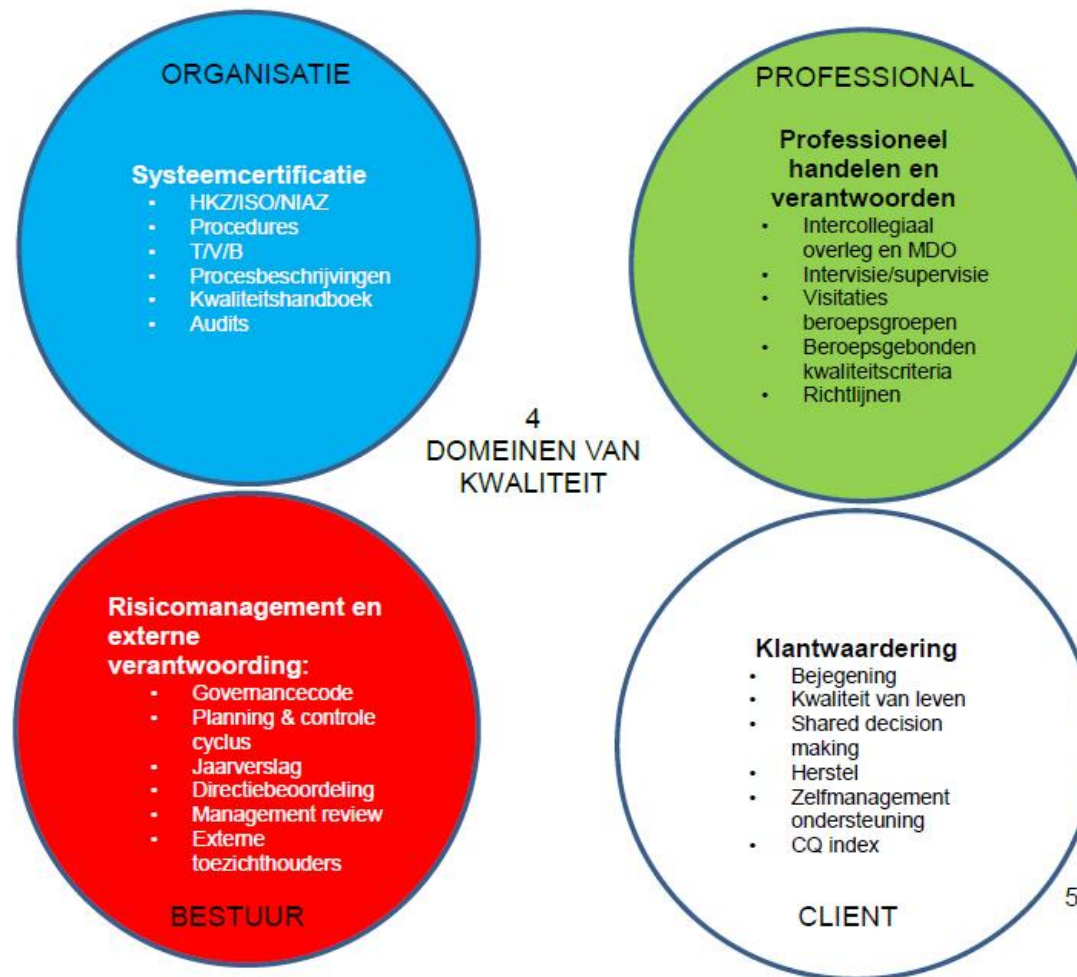 ORGANISATIE
Systeemcertificatie
• HKZ/ISO/NIAZ
• Procedures
• T/V/B
• Procesbeschrijvingen
• Kwaliteitshandboek
• Audits
PROFESSIONAL
Professioneel
handelen en
verantwoorden
• Intercollegiaal
overleg en MDO
• Intervisie/supervisie
• Visitaties
beroepsgroepen
• Beroepsgebonden
kwaliteitscriteria
• Richtlijnen
4
DOMEINEN VAN
KWALITEIT
Risicomanagement en
externe
verantwoording:
• Governancecode
• Planning & controle
cyclus
• Jaarverslag
• Directiebeoordeling
• Management review
• Externe
toezichthouders
BESTUUR
Klantwaardering
• Bejegening
• Kwaliteit van leven
• Shared decision
making
• Herstel
• Zelfmanagement
ondersteuning
• CQ index
CLIENT
5